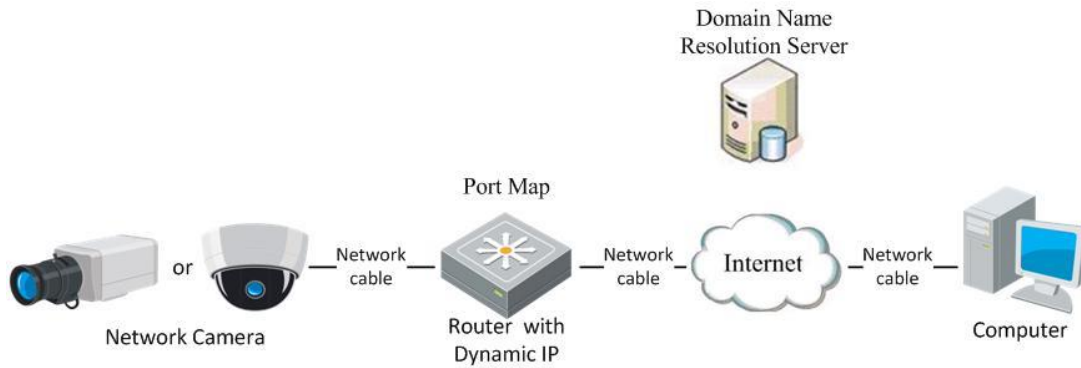 Domain Name
Resolution Server
Port Map
or
Network
cable
Network
cable
Internet
Network
cable
Network Camera
Router with
Dynamic IP
Computer